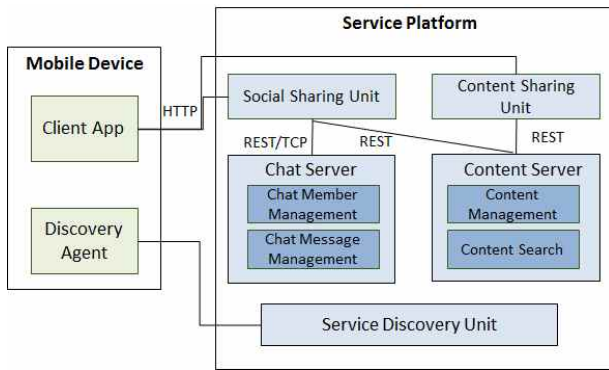 Service Platform
Mobile Device
Client App
HTTP
Social Sharing Unit
Content Sharing
Unit
REST/TCP
REST
REST
Chat Server
Chat Member
Management
Chat Message
Management
Content Server
Content
Management
Content Search
Discovery
Agent
Service Discovery Unit